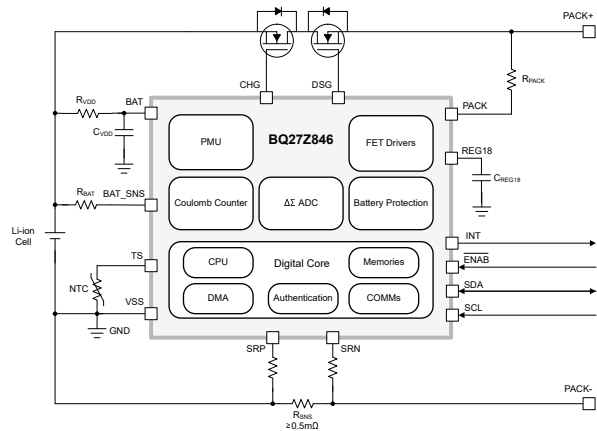 PACK+
CHG
DSG
RPACK
RVDD
BAT
PACK
CVDD
BQ27Z846
PMU
FET Drivers
REG18
CREG18
RBAT
BAT_SNS
Coulomb Counter
ΔΣ ADC
Battery Protection
Li-ion
Cell
INT
TS
CPU
Digital Core
Memories
ENAB
NTC
SDA
DMA
Authentication
COMMs
VSS
SCL
GND
SRP
SRN
PACK-
RSNS
≥0.5mΩ